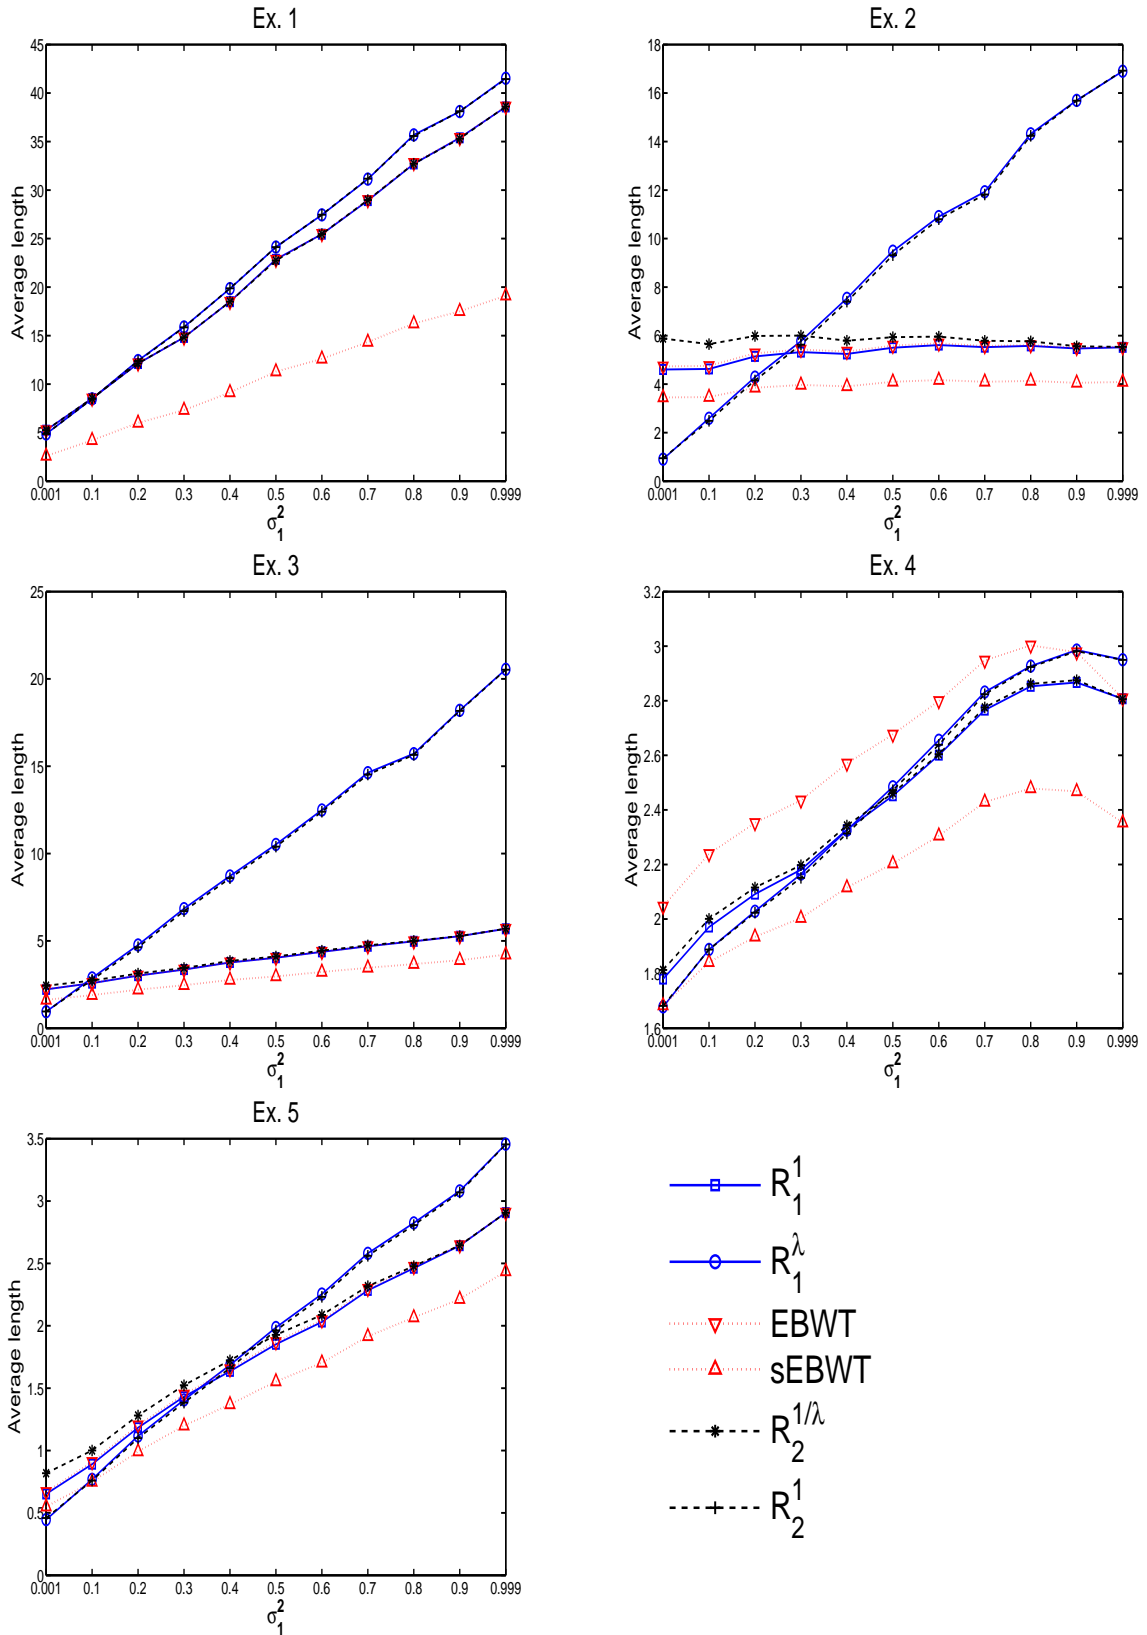 Ex. 1
45
40
35
30
25
20
15
10
5
0
Average length
0.001 0.1 0.2 0.3 0.4 0.5 0.6 0.7 0.8 0.9 0.999
σ₁²
Ex. 2
18
16
14
12
10
8
6
4
2
0
Average length
0.001 0.1 0.2 0.3 0.4 0.5 0.6 0.7 0.8 0.9 0.999
σ₁²
Ex. 3
25
20
15
10
5
0
Average length
0.001 0.1 0.2 0.3 0.4 0.5 0.6 0.7 0.8 0.9 0.999
σ₁²
Ex. 4
3.2
3
2.8
2.6
2.4
2.2
2
1.8
1.6
Average length
0.001 0.1 0.2 0.3 0.4 0.5 0.6 0.7 0.8 0.9 0.999
σ₁²
Ex. 5
3.5
3
2.5
2
1.5
1
0.5
0
Average length
0.001 0.1 0.2 0.3 0.4 0.5 0.6 0.7 0.8 0.9 0.999
σ₁²
R₁¹
R₁^λ
EBWT
sEBWT
R₂^1/λ
R₂¹